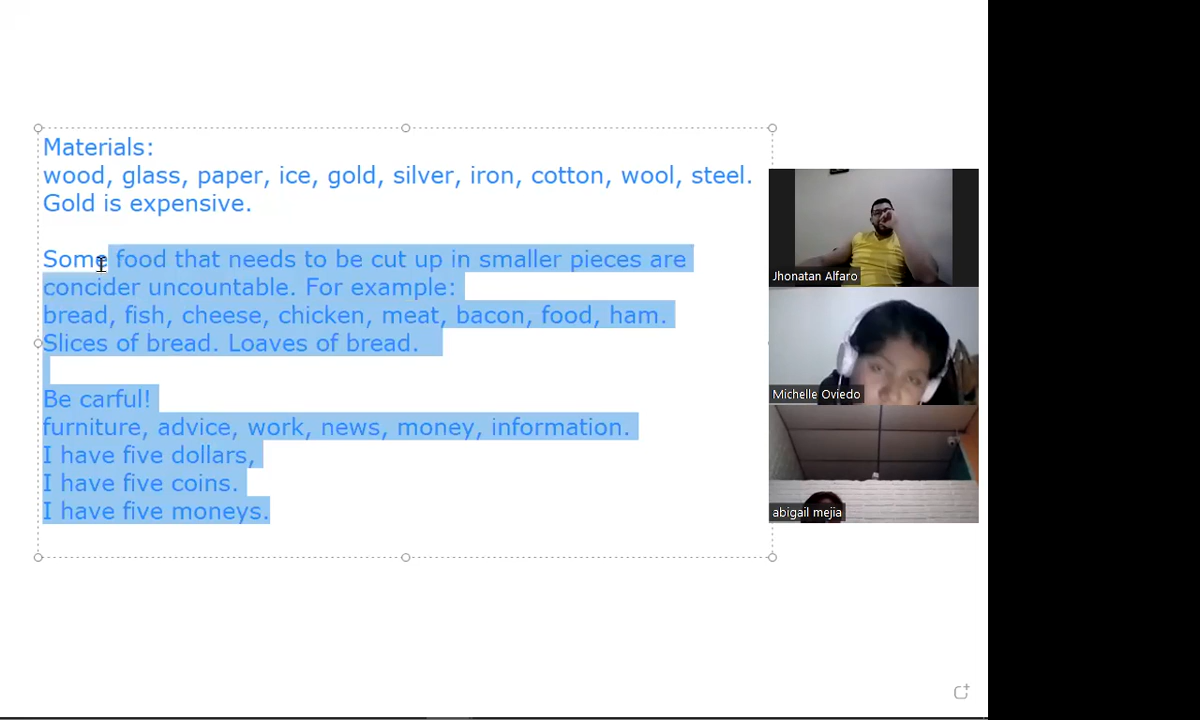 Materials:
wood, glass, paper, ice, gold, silver, iron, cotton, wool, steel.
Gold is expensive.
Some food that needs to be cut up in smaller pieces are
concider uncountable. For example:
bread, fish, cheese, chicken, meat, bacon, food, ham.
Slices of bread. Loaves of bread.
Be carful!
furniture, advice, work, news, money, information.
I have five dollars,
I have five coins.
I have five moneys.
Jhonatan Alfaro
Michelle Oviedo
abigail mejia